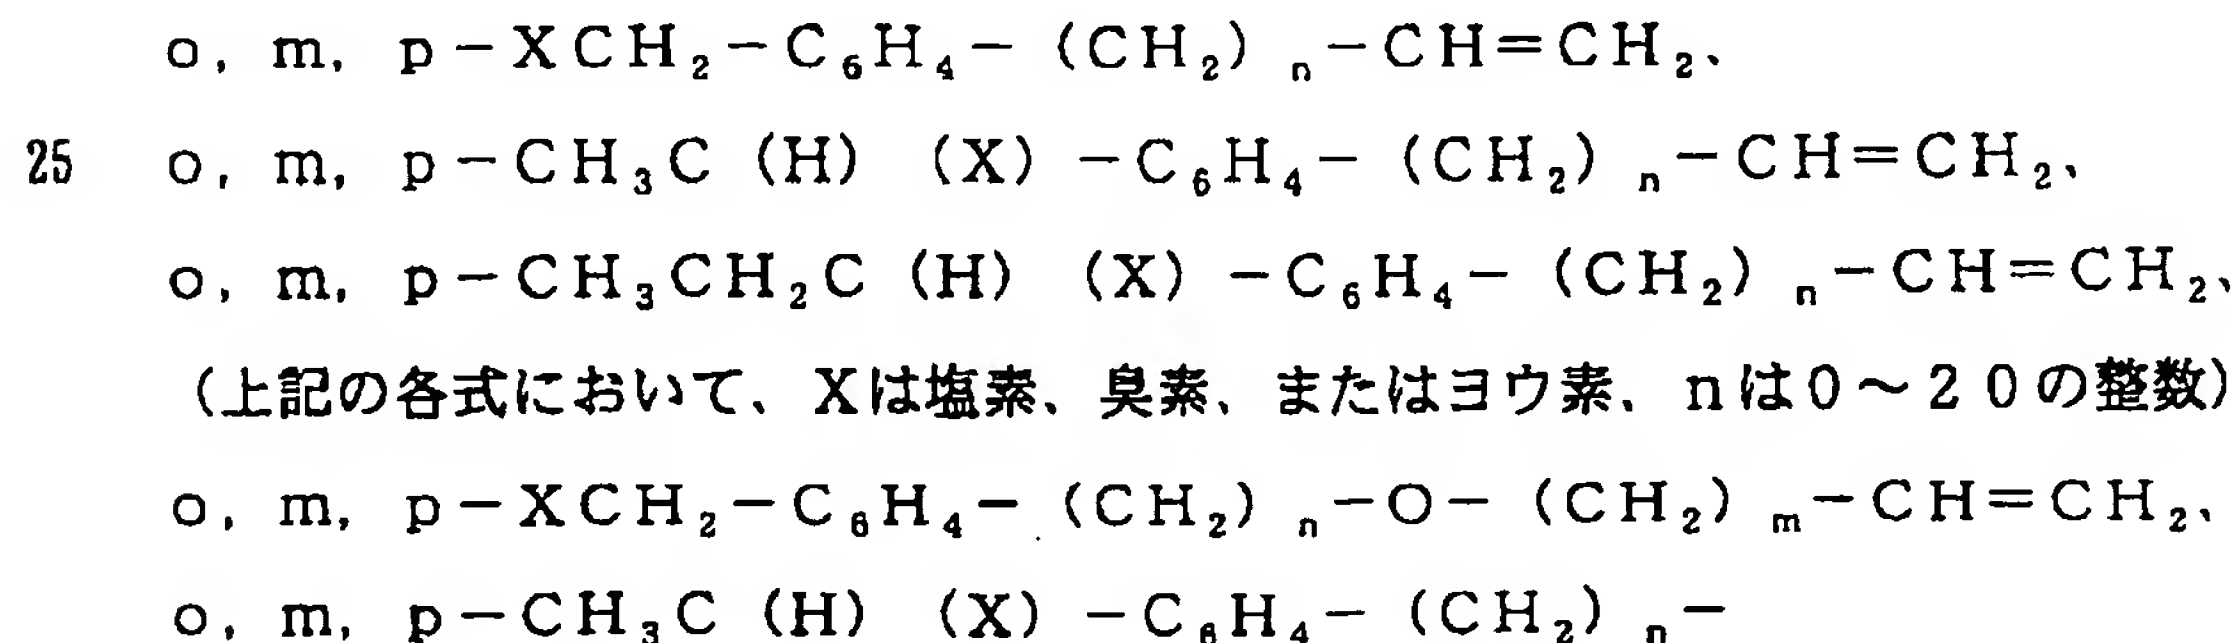 o, m, p-XCH₂-C₆H₄-(CH₂)ₙ-CH=CH₂、
25 o, m, p-CH₃C(H)(X)-C₆H₄-(CH₂)ₙ-CH=CH₂、
o, m, p-CH₃CH₂C(H)(X)-C₆H₄-(CH₂)ₙ-CH=CH₂、
(上記の各式において、Xは塩素、臭素、またはヨウ素、nは0~20の整数)
o, m, p-XCH₂-C₆H₄-(CH₂)ₙ-O-(CH₂)ₘ-CH=CH₂、
o, m, p-CH₃C(H)(X)-C₆H₄-(CH₂)ₙ-